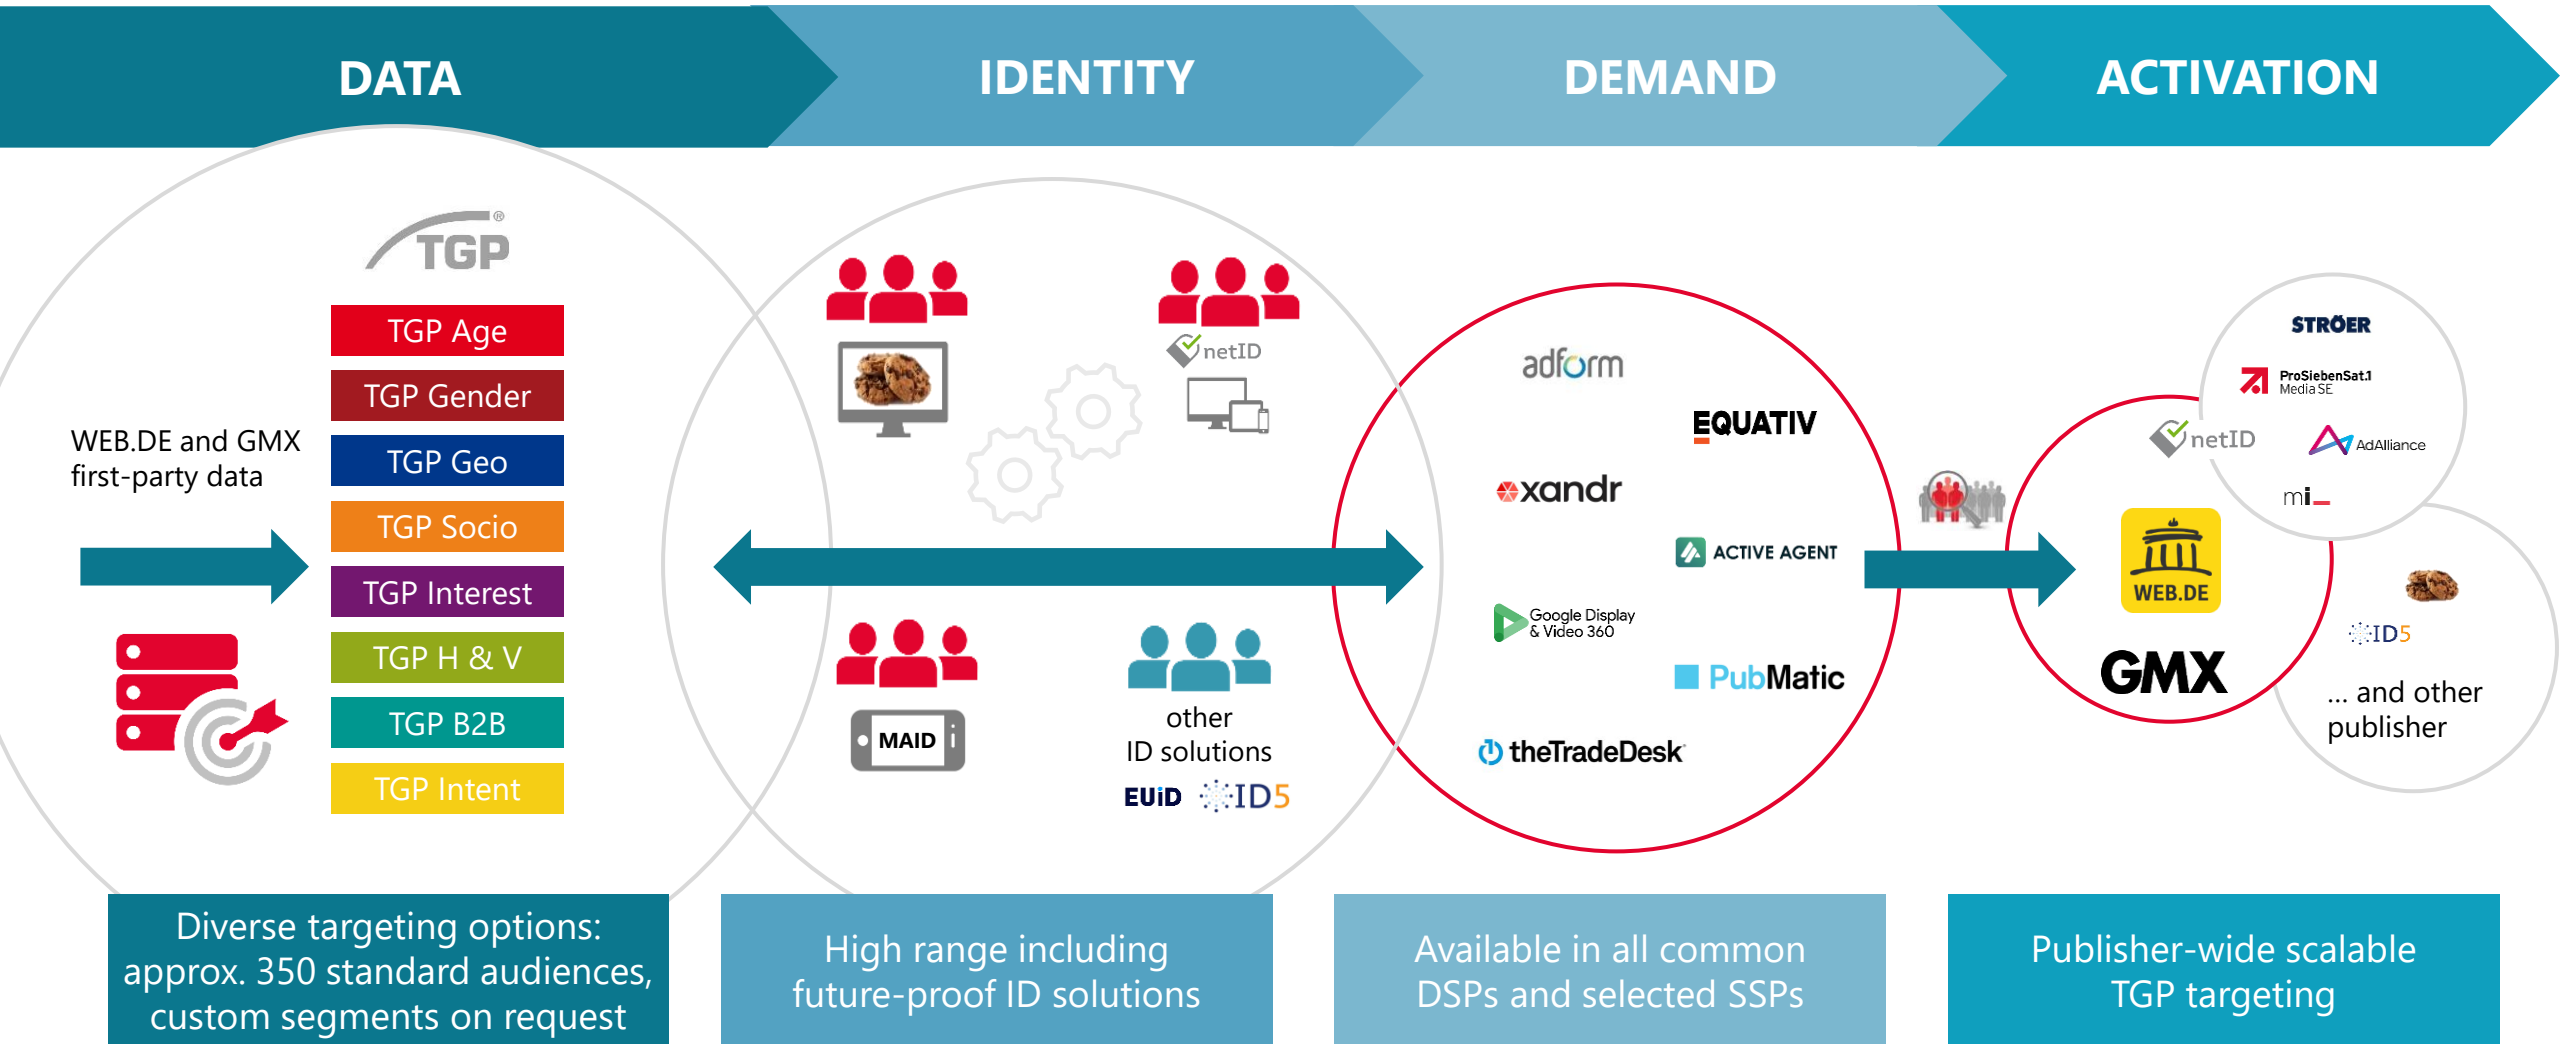 DATA
IDENTITY
DEMAND
ACTIVATION
TGP®
TGP Age
TGP Gender
TGP Geo
TGP Socio
TGP Interest
TGP H & V
TGP B2B
TGP Intent
WEB.DE and GMX
first-party data
netID
MAID
other
ID solutions
EUiD
ID5
adform
EQUATIV
xandr
ACTIVE AGENT
Google Display
& Video 360
PubMatic
theTradeDesk
STRÖER
ProSiebenSat.1
Media SE
netID
AdAlliance
mi
WEB.DE
GMX
ID5
... and other
publisher
Diverse targeting options:
approx. 350 standard audiences,
custom segments on request
High range including
future-proof ID solutions
Available in all common
DSPs and selected SSPs
Publisher-wide scalable
TGP targeting